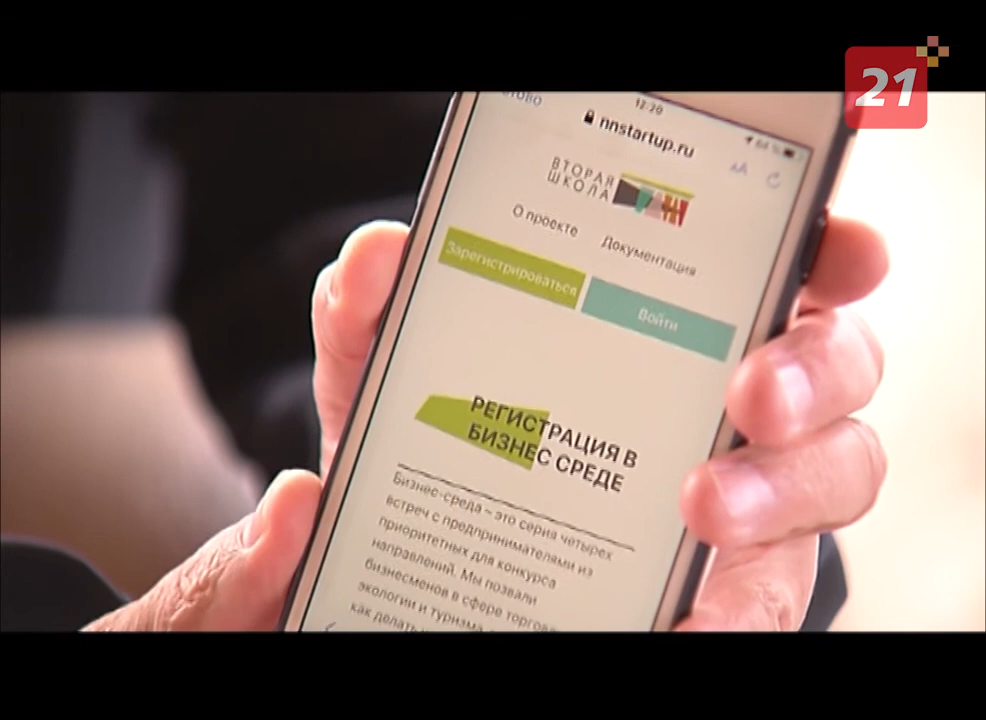 21
12:20
nnstartup.ru
AA
ВТОРАЯ
ШКОЛА
О проекте
Документация
Зарегистрироваться
Войти
РЕГИСТРАЦИЯ В
БИЗНЕС СРЕДЕ
Бизнес-среда – это серия четырех
встреч с предпринимателями из
приоритетных для конкурса
направлений. Мы позвали
бизнесменов в сфере
экологии и туризма
как делать